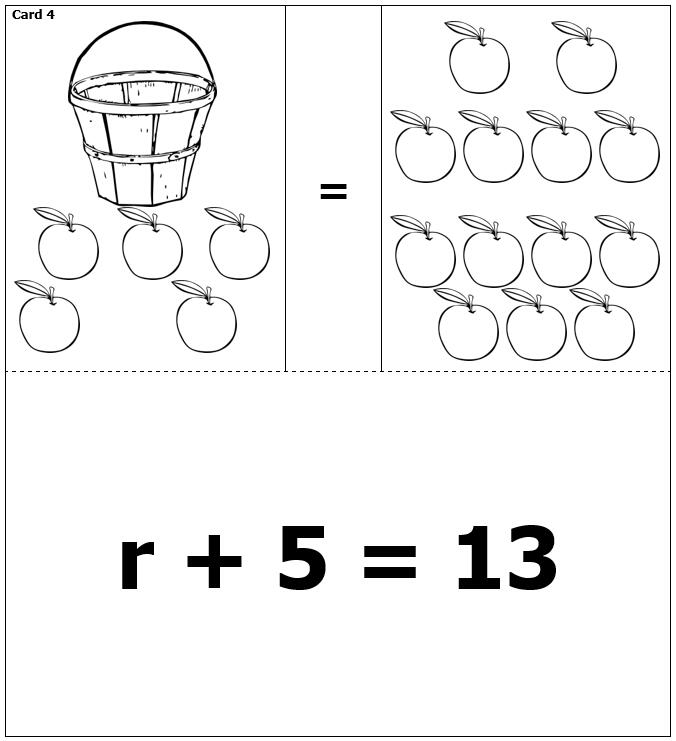 Card 4
=
r + 5 = 13